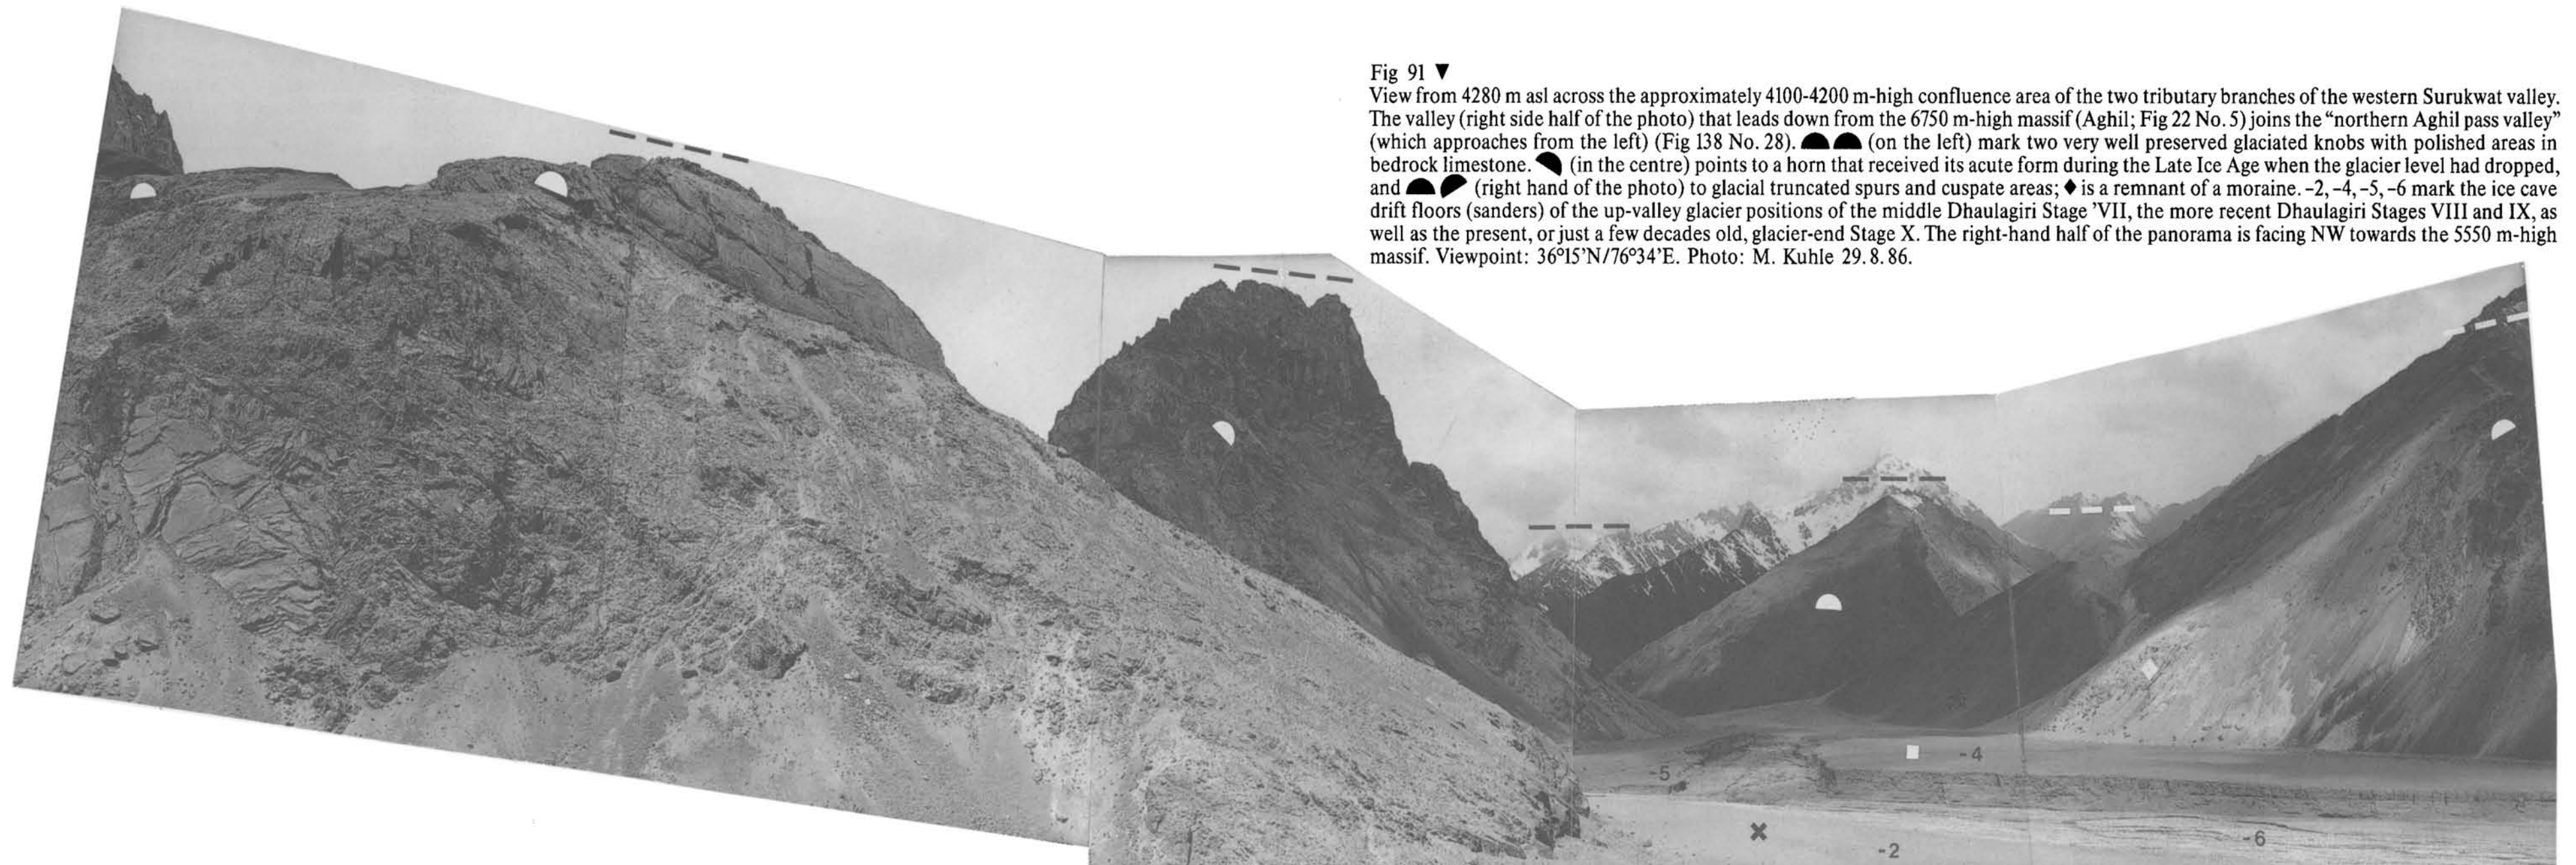 Fig 91 ▼
View from 4280 m asl across the approximately 4100-4200 m-high confluence area of the two tributary branches of the western Surukwat valley.
The valley (right side half of the photo) that leads down from the 6750 m-high massif (Aghil; Fig 22 No. 5) joins the “northern Aghil pass valley”
(which approaches from the left) (Fig 138 No. 28). (on the left) mark two very well preserved glaciated knobs with polished areas in
bedrock limestone. (in the centre) points to a horn that received its acute form during the Late Ice Age when the glacier level had dropped,
and (right hand of the photo) to glacial truncated spurs and cuspate areas; ♦ is a remnant of a moraine. -2, -4, -5, -6 mark the ice cave
drift floors (sanders) of the up-valley glacier positions of the middle Dhaulagiri Stage 'VII, the more recent Dhaulagiri Stages VIII and IX, as
well as the present, or just a few decades old, glacier-end Stage X. The right-hand half of the panorama is facing NW towards the 5550 m-high
massif. Viewpoint: 36°15'N/76°34'E. Photo: M. Kuhle 29.8.86.
-4
-5
-6
-2